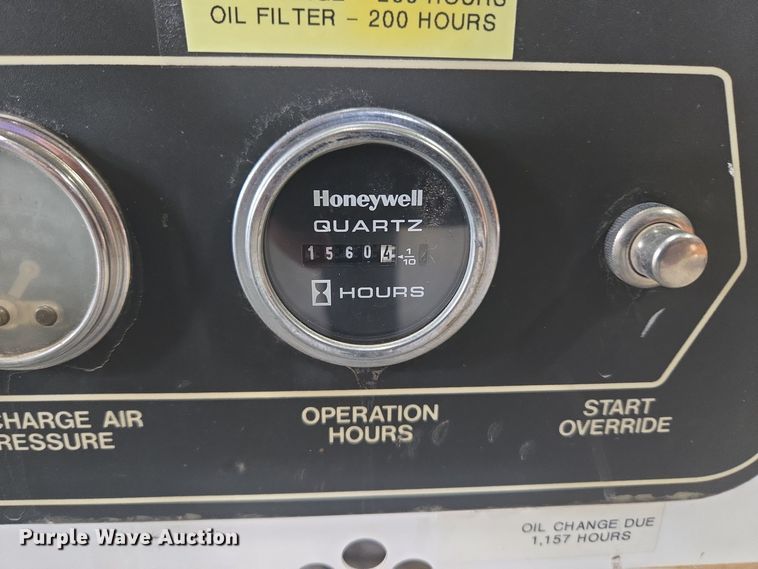 OIL FILTER - 200 HOURS
Honeywell
QUARTZ
15604 1/10
HOURS
CHARGE AIR
PRESSURE
OPERATION
HOURS
START
OVERRIDE
OIL CHANGE DUE
1,157 HOURS
Purple Wave Auction